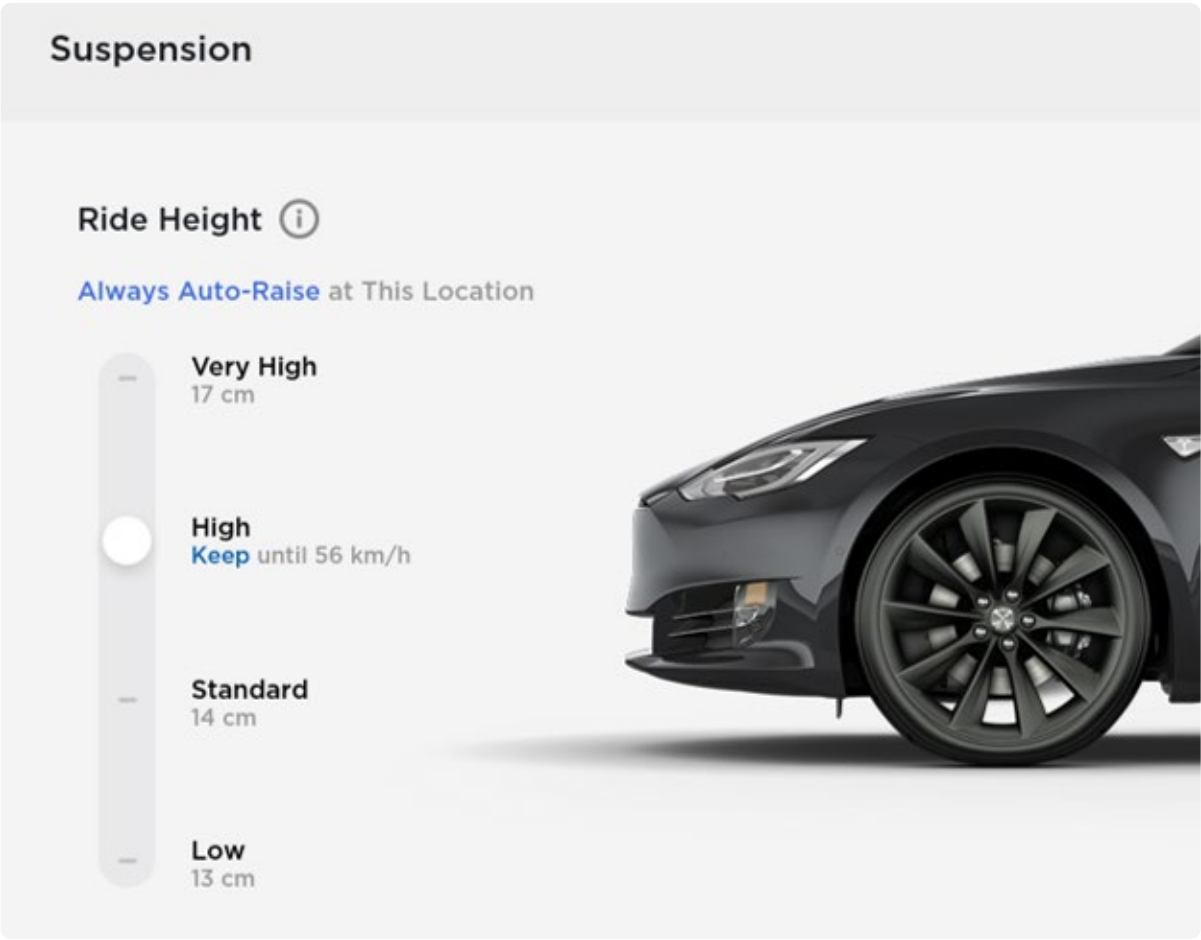 Suspension
Ride Height
Always Auto-Raise at This Location
Very High
17 cm
High
Keep until 56 km/h
Standard
14 cm
Low
13 cm